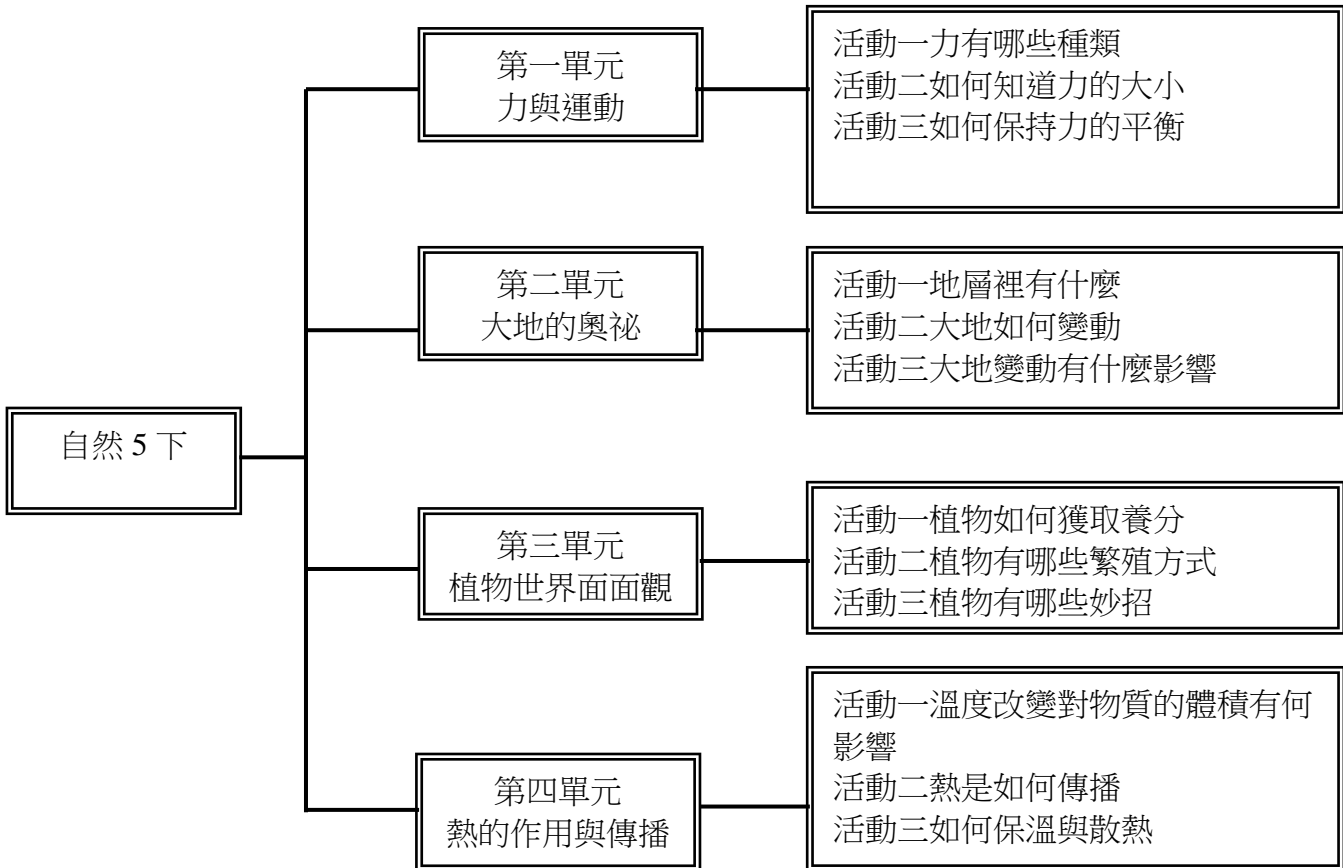 自然 5 下
第一單元
力與運動
活動一力有哪些種類
活動二如何知道力的大小
活動三如何保持力的平衡
第二單元
大地的奧祕
活動一地層裡有什麼
活動二大地如何變動
活動三大地變動有什麼影響
第三單元
植物世界面面觀
活動一植物如何獲取養分
活動二植物有哪些繁殖方式
活動三植物有哪些妙招
第四單元
熱的作用與傳播
活動一溫度改變對物質的體積有何
影響
活動二熱是如何傳播
活動三如何保溫與散熱